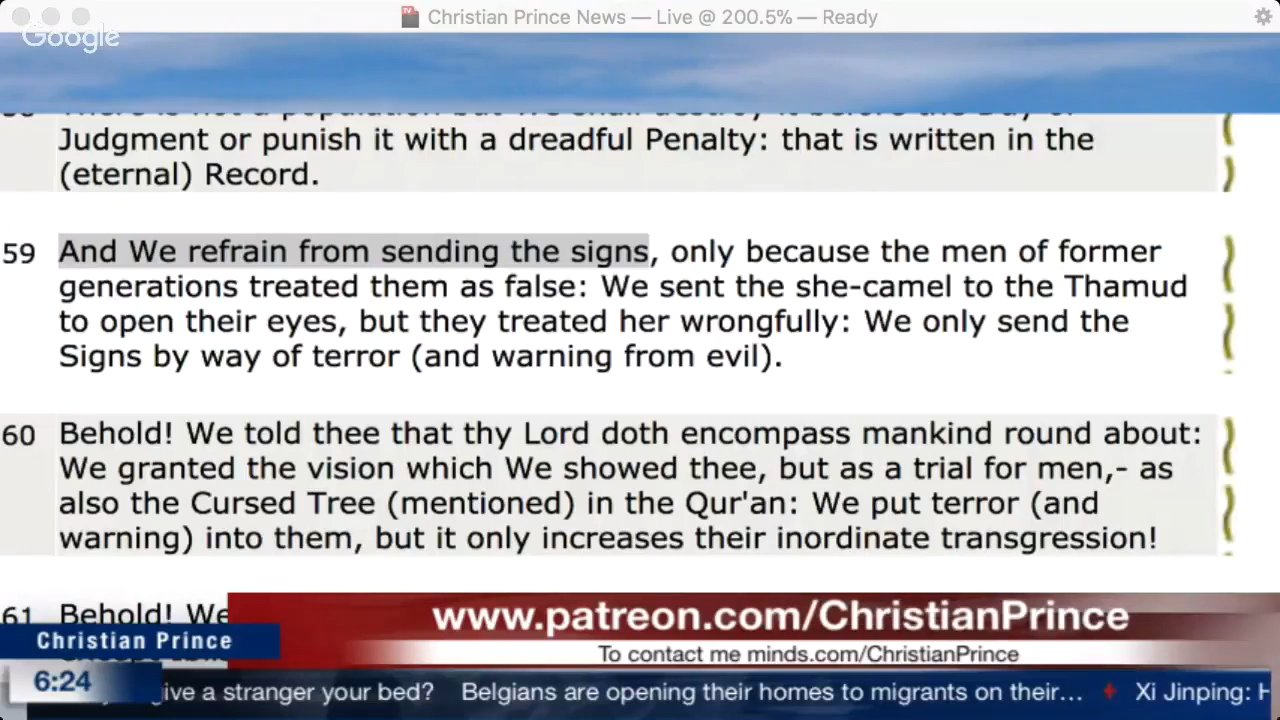 Christian Prince News — Live @ 200.5% — Ready
Google
Judgment or punish it with a dreadful Penalty: that is written in the
(eternal) Record.
59 And We refrain from sending the signs, only because the men of former
generations treated them as false: We sent the she-camel to the Thamud
to open their eyes, but they treated her wrongfully: We only send the
Signs by way of terror (and warning from evil).
60 Behold! We told thee that thy Lord doth encompass mankind round about:
We granted the vision which We showed thee, but as a trial for men,- as
also the Cursed Tree (mentioned) in the Qur'an: We put terror (and
warning) into them, but it only increases their inordinate transgression!
61 Behold! We
www.patreon.com/ChristianPrince
Christian Prince
To contact me minds.com/ChristianPrince
6:24
ive a stranger your bed? Belgians are opening their homes to migrants on their... Xi Jinping: H